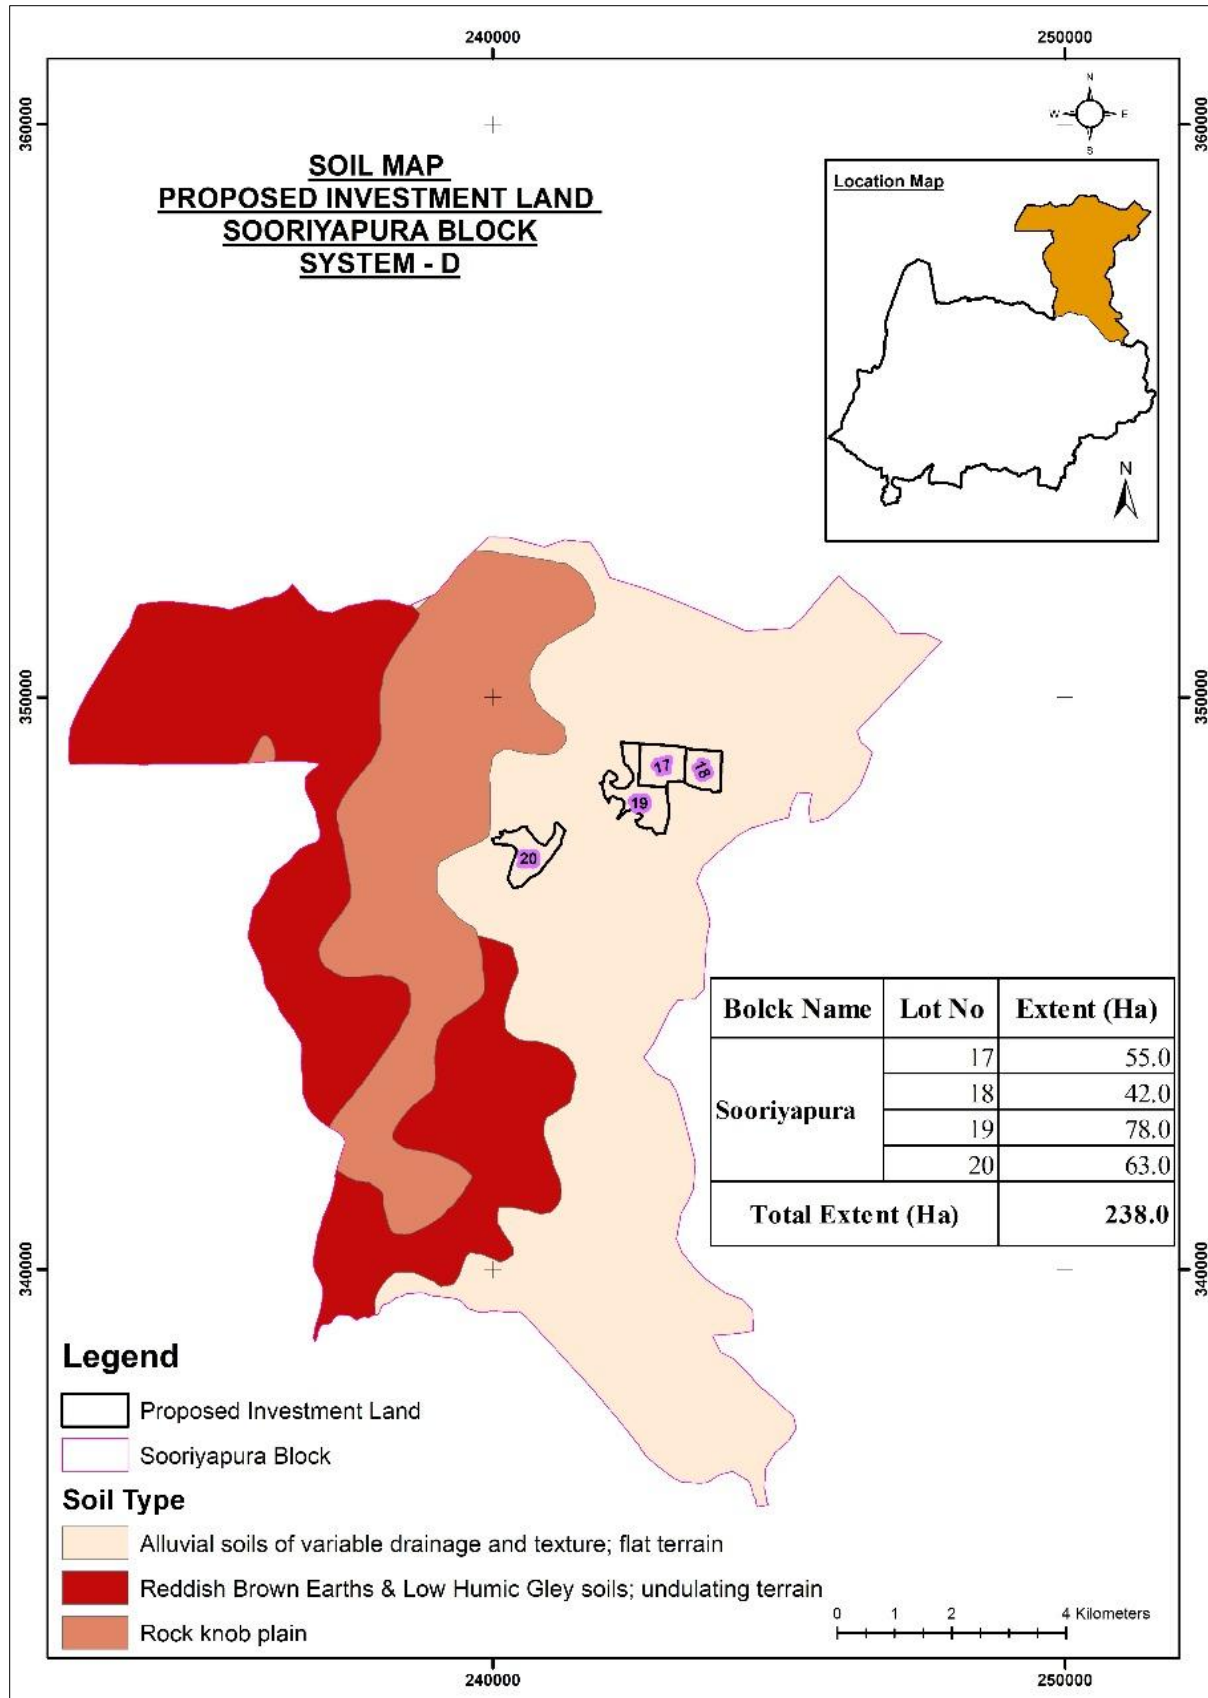 240000
250000
360000
360000
N
W
E
S
SOIL MAP
PROPOSED INVESTMENT LAND
SOORIYAPURA BLOCK
SYSTEM - D
Location Map
N
350000
350000
17
18
19
20
Bolck Name Lot No Extent (Ha)
Sooriyapura
17 55.0
18 42.0
19 78.0
20 63.0
Total Extent (Ha) 238.0
340000
340000
Legend
Proposed Investment Land
Sooriyapura Block
Soil Type
Alluvial soils of variable drainage and texture; flat terrain
Reddish Brown Earths & Low Humic Gley soils; undulating terrain
Rock knob plain
0 1 2 4 Kilometers
240000
250000